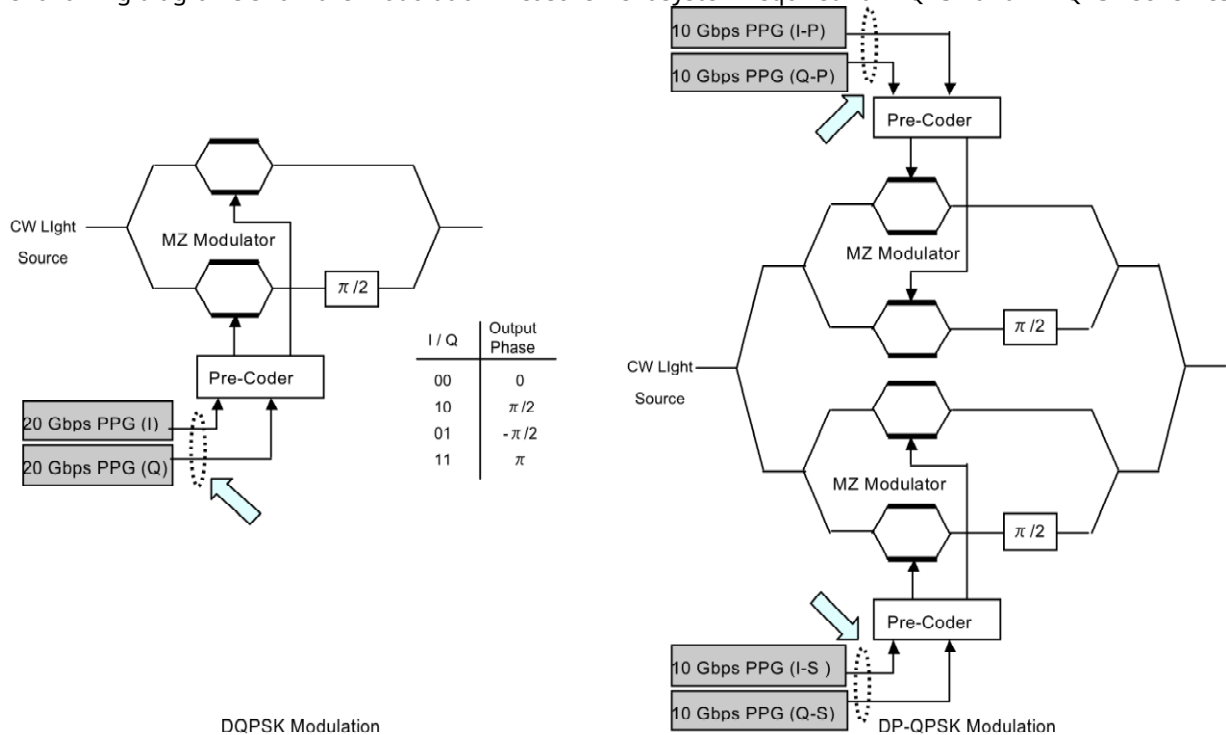 10 Gbps PPG (I-P)
10 Gbps PPG (Q-P)
Pre-Coder
MZ Modulator
π/2
CW LIght
Source
MZ Modulator
π/2
Pre-Coder
10 Gbps PPG (I-S )
10 Gbps PPG (Q-S)
DP-QPSK Modulation
CW LIght
Source
MZ Modulator
π/2
Pre-Coder
20 Gbps PPG (I)
20 Gbps PPG (Q)
I / Q Output Phase
00 0
10 π/2
01 -π/2
11 π
DQPSK Modulation